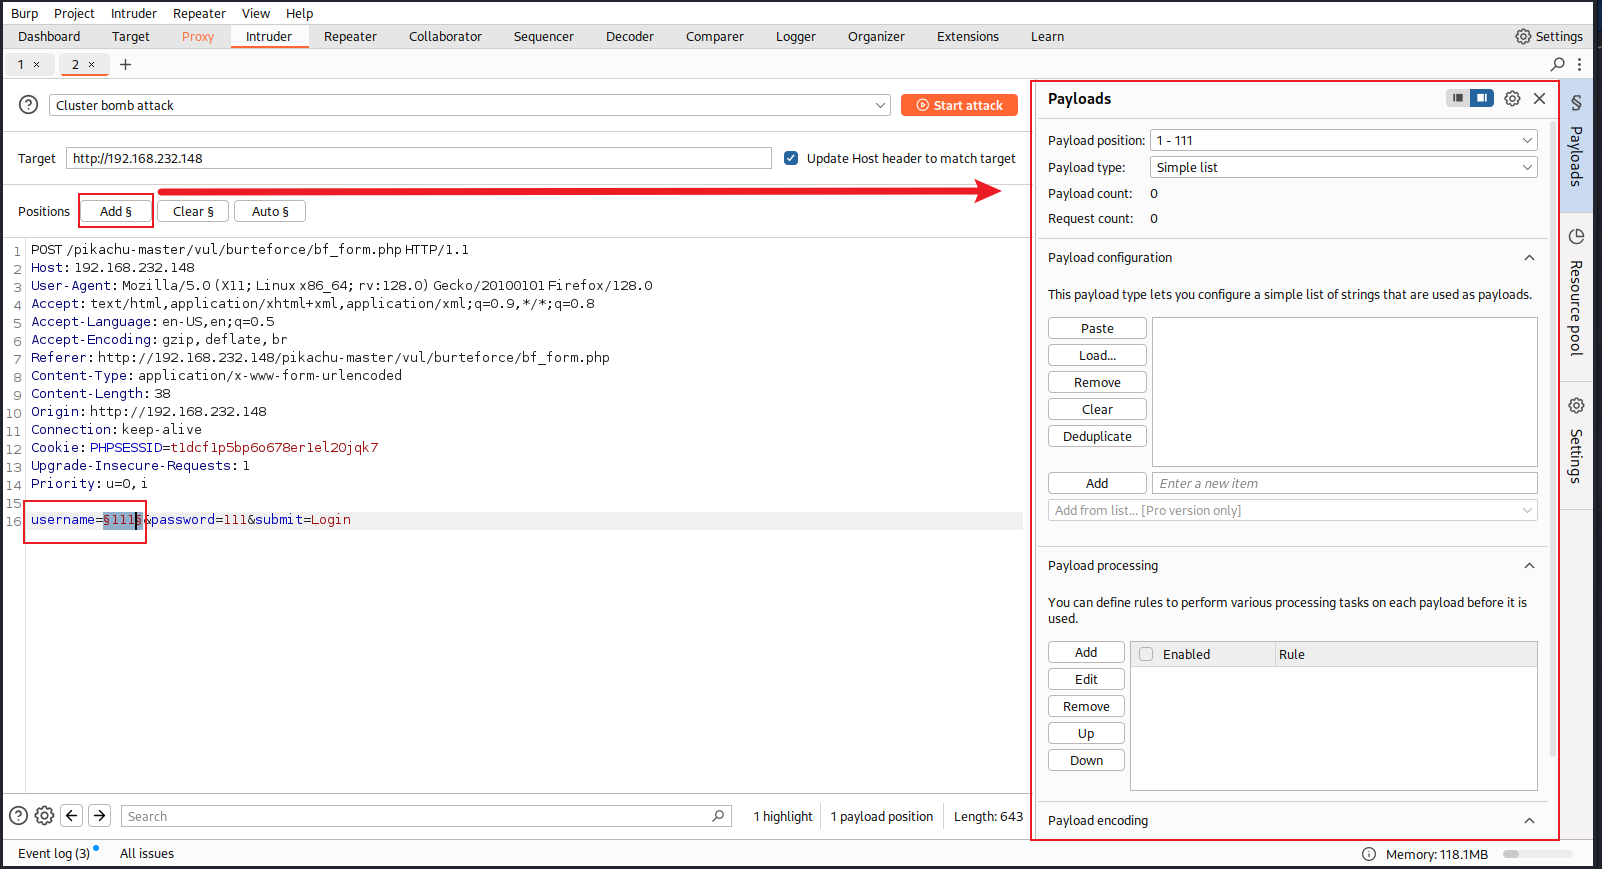 Burp Project Intruder Repeater View Help
Dashboard Target Proxy Intruder Repeater Collaborator Sequencer Decoder Comparer Logger Organizer Extensions Learn Settings
1 × 2 × +
Cluster bomb attack Start attack
Target http://192.168.232.148 Update Host header to match target
Positions Add § Clear § Auto §
1 POST /pikachu-master/vul/burteforce/bf_form.php HTTP/1.1
2 Host: 192.168.232.148
3 User-Agent: Mozilla/5.0 (X11; Linux x86_64; rv:128.0) Gecko/20100101 Firefox/128.0
4 Accept: text/html,application/xhtml+xml,application/xml;q=0.9,*/*;q=0.8
5 Accept-Language: en-US,en;q=0.5
6 Accept-Encoding: gzip, deflate, br
7 Referer: http://192.168.232.148/pikachu-master/vul/burteforce/bf_form.php
8 Content-Type: application/x-www-form-urlencoded
9 Content-Length: 38
10 Origin: http://192.168.232.148
11 Connection: keep-alive
12 Cookie: PHPSESSID=t1dcf1p5bp6o678er1el20jqk7
13 Upgrade-Insecure-Requests: 1
14 Priority: u=0, i
15
16 username=§111§&password=111&submit=Login
Search 1 highlight 1 payload position Length: 643
Event log (3) All issues
Payloads
Payload position: 1 - 111
Payload type: Simple list
Payload count: 0
Request count: 0
Payload configuration
This payload type lets you configure a simple list of strings that are used as payloads.
Paste
Load...
Remove
Clear
Deduplicate
Add Enter a new item
Add from list... [Pro version only]
Payload processing
You can define rules to perform various processing tasks on each payload before it is
used.
Add Enabled Rule
Edit
Remove
Up
Down
Payload encoding
§ Payloads
Resource pool
Settings
Memory: 118.1MB